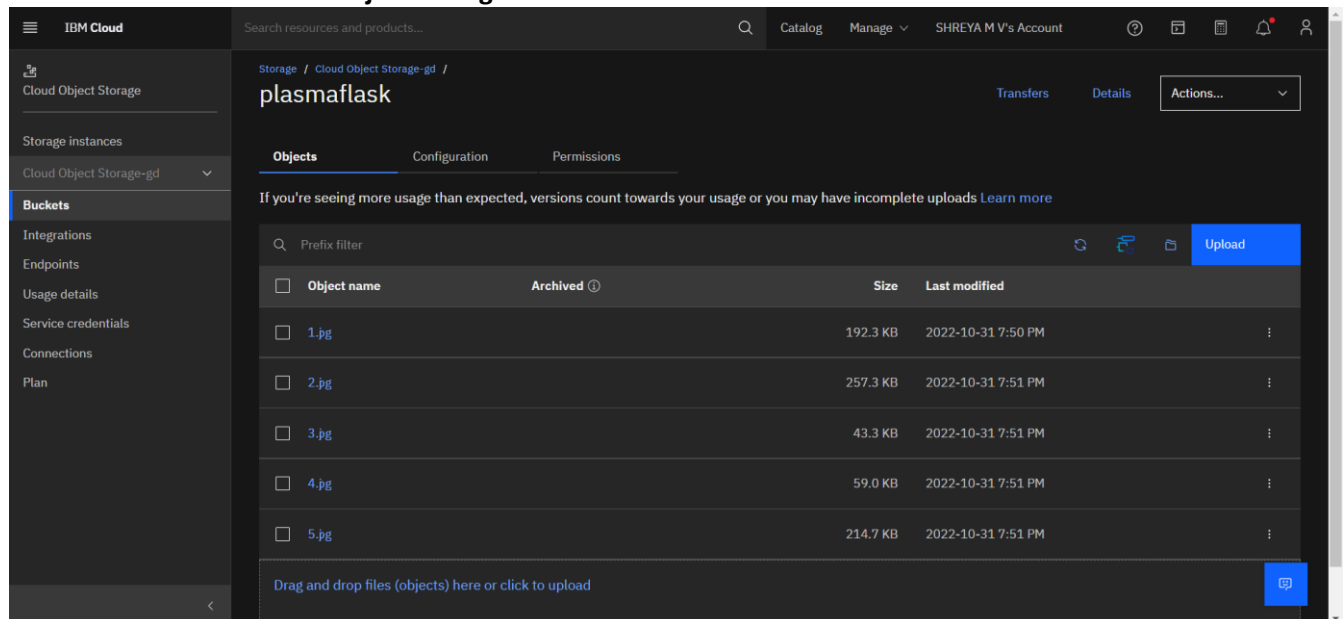 IBM Cloud
Search resources and products...
Catalog
Manage
SHREYA M V's Account
Cloud Object Storage
Storage instances
Cloud Object Storage-gd
Buckets
Integrations
Endpoints
Usage details
Service credentials
Connections
Plan
Storage / Cloud Object Storage-gd /
plasmaflask
Transfers
Details
Actions...
Objects
Configuration
Permissions
If you're seeing more usage than expected, versions count towards your usage or you may have incomplete uploads Learn more
Prefix filter
Upload
Object name Archived Size Last modified
1.jpg 192.3 KB 2022-10-31 7:50 PM
2.jpg 257.3 KB 2022-10-31 7:51 PM
3.jpg 43.3 KB 2022-10-31 7:51 PM
4.jpg 59.0 KB 2022-10-31 7:51 PM
5.jpg 214.7 KB 2022-10-31 7:51 PM
Drag and drop files (objects) here or click to upload